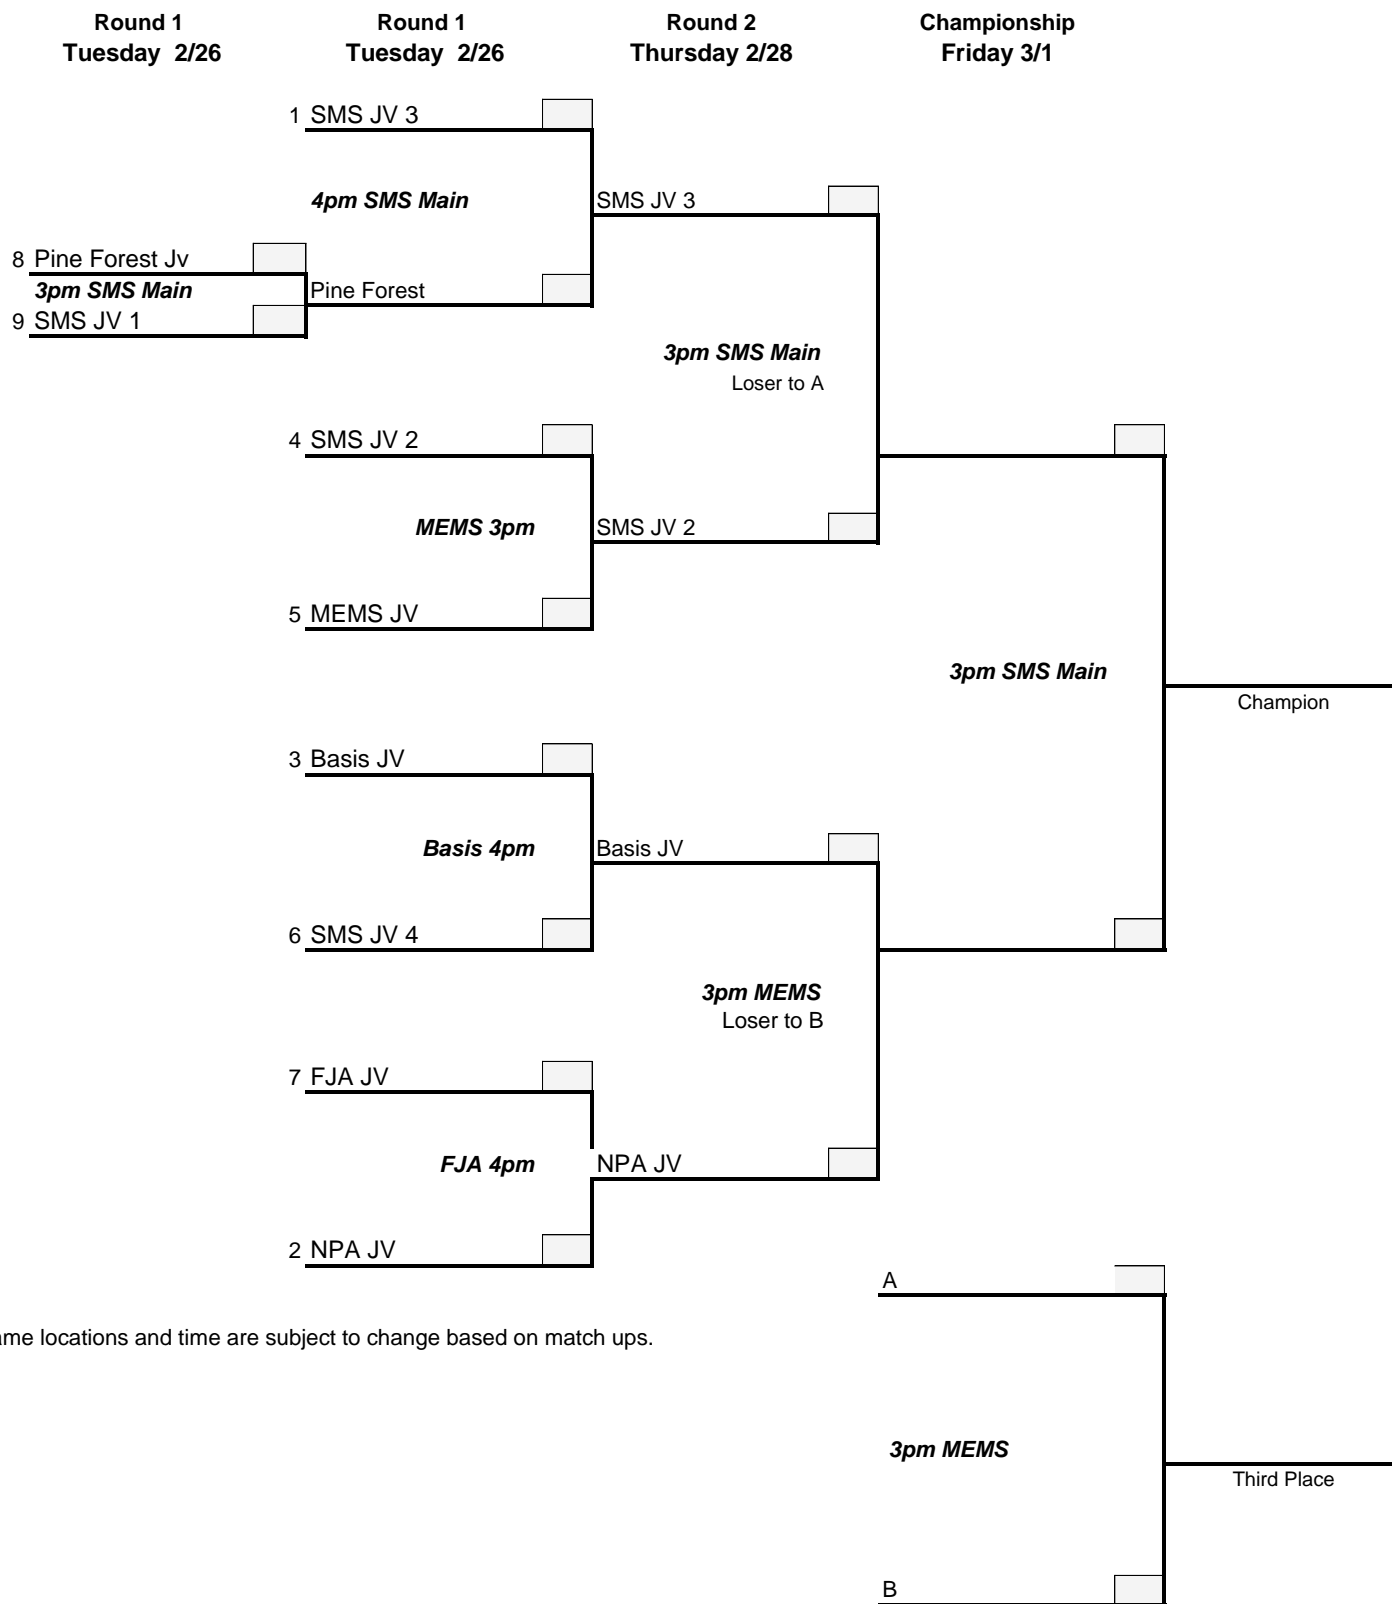 Round 1 Round 1 Round 2 Championship
Tuesday 2/26 Tuesday 2/26 Thursday 2/28 Friday 3/1
1 SMS JV 3
4pm SMS Main SMS JV 3
8 Pine Forest Jv
3pm SMS Main Pine Forest
9 SMS JV 1
3pm SMS Main
Loser to A
4 SMS JV 2
MEMS 3pm SMS JV 2
5 MEMS JV
3pm SMS Main
Champion
3 Basis JV
Basis 4pm Basis JV
6 SMS JV 4
3pm MEMS
Loser to B
7 FJA JV
FJA 4pm NPA JV
2 NPA JV
A
ame locations and time are subject to change based on match ups.
3pm MEMS
Third Place
B